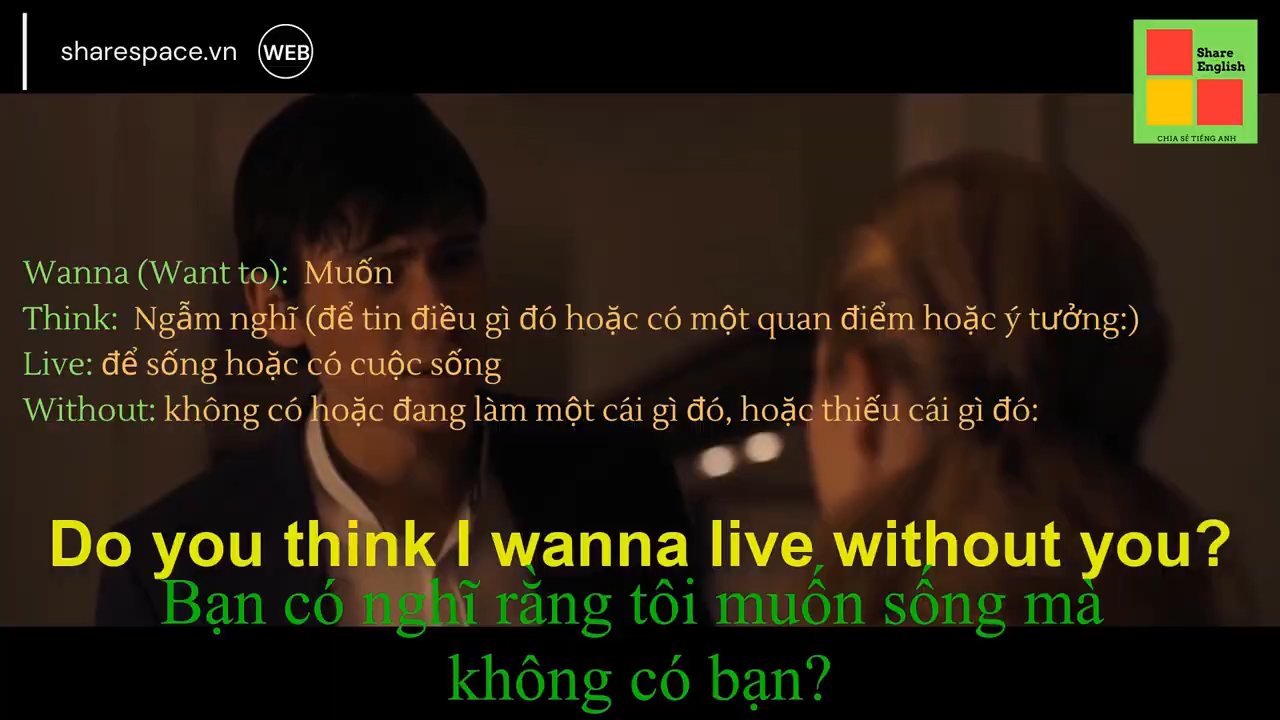 sharespace.vn WEB
Share
English
CHIA SẺ TIẾNG ANH
Wanna (Want to): Muốn
Think: Ngẫm nghĩ (để tin điều gì đó hoặc có một quan điểm hoặc ý tưởng:)
Live: để sống hoặc có cuộc sống
Without: không có hoặc đang làm một cái gì đó, hoặc thiếu cái gì đó:
Do you think I wanna live without you?
Bạn có nghĩ rằng tôi muốn sống mà
không có bạn?